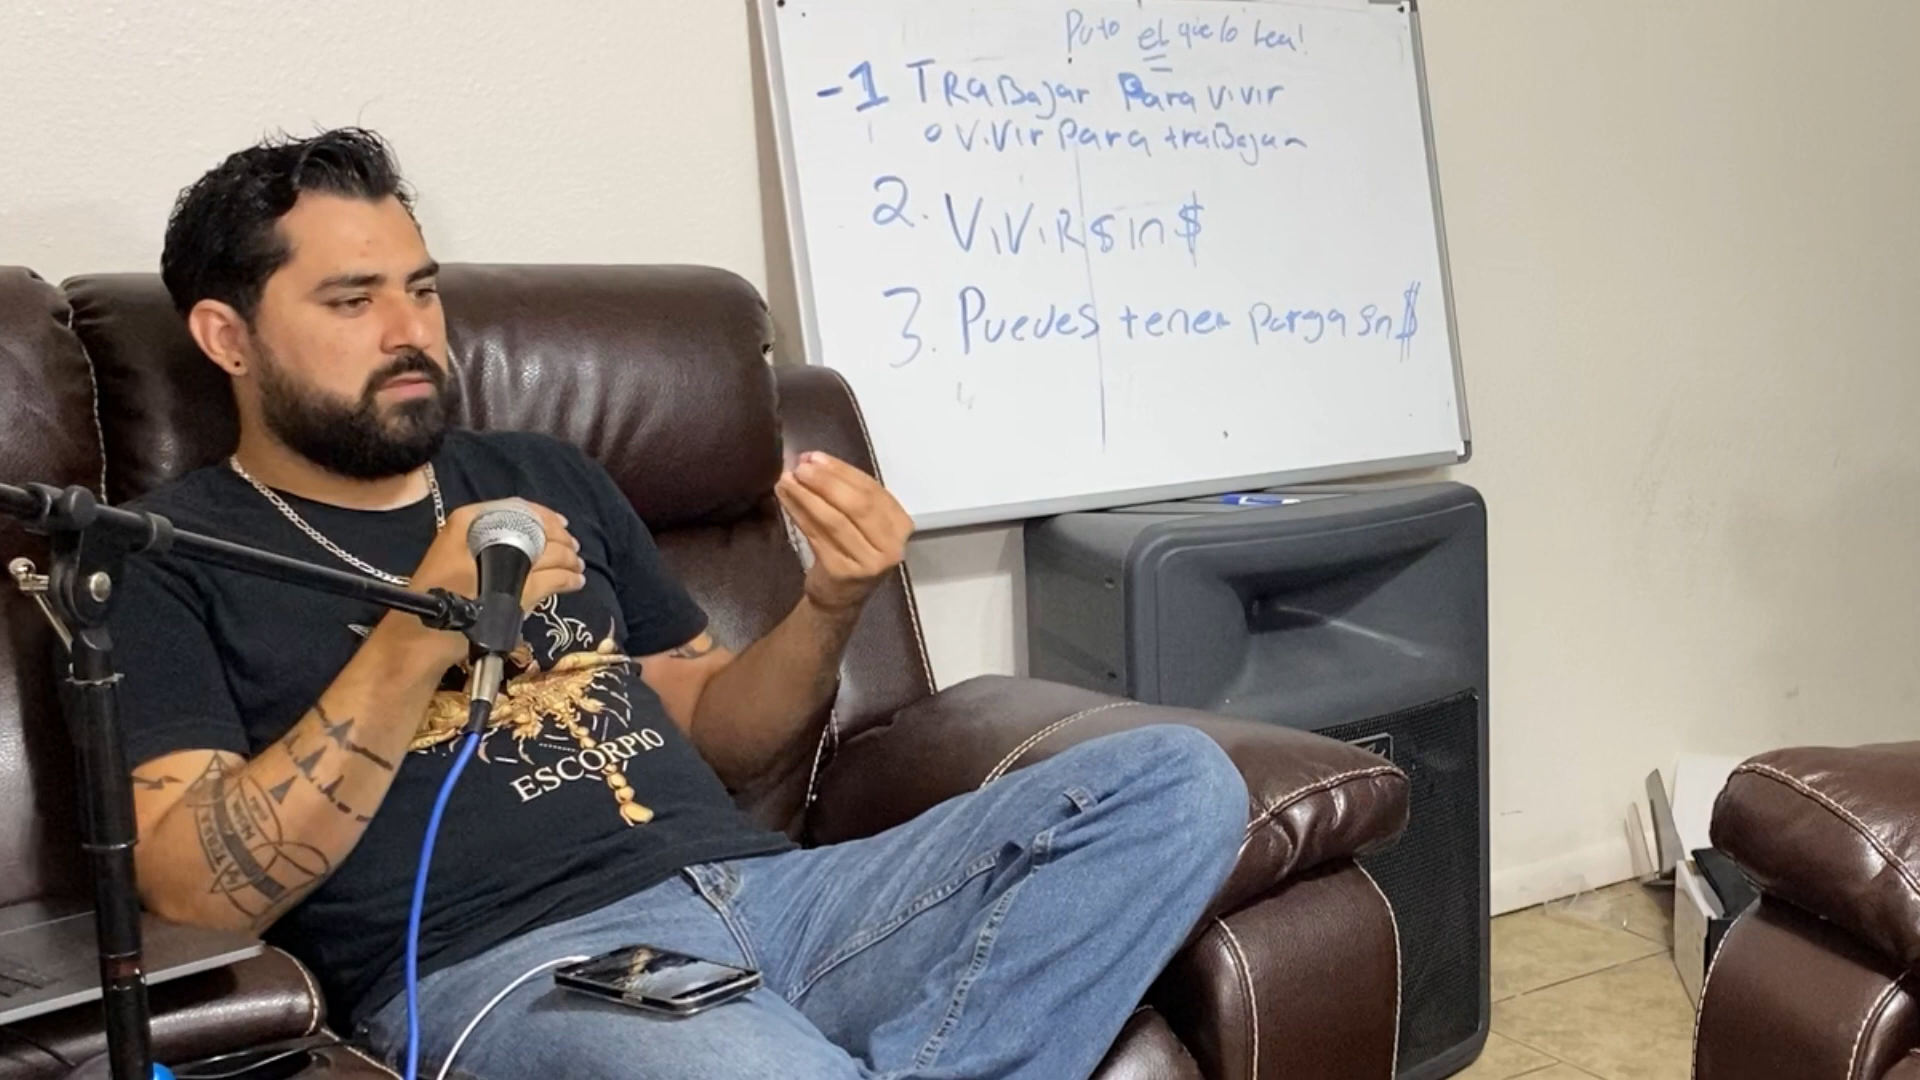 Puto el que lo Lea!
-1 TRaBajar Para vivir
o Vivir Para traBajar
2. ViViR sin $
3. Puedes tener parga sn $
ESCORPIO